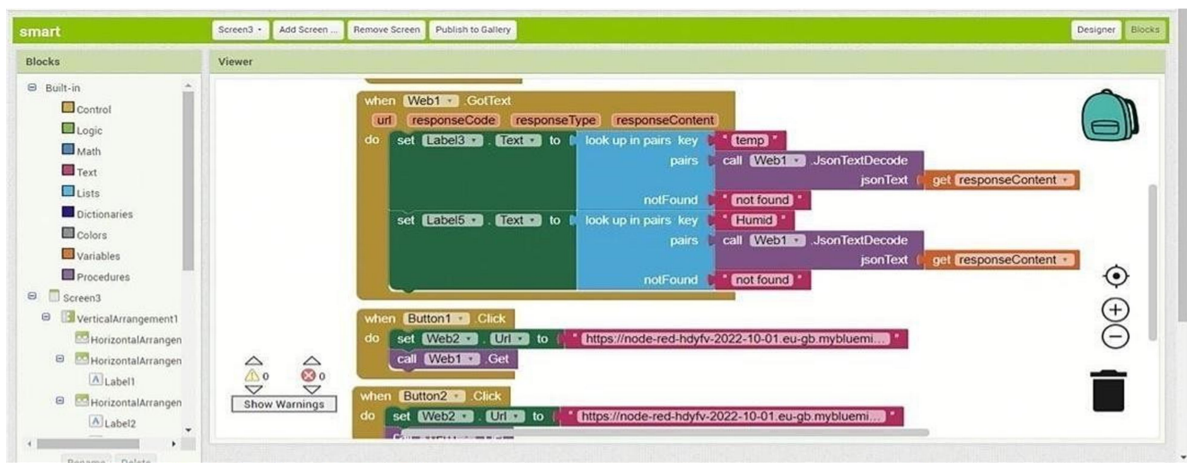 smart Screen3 Add Screen ... Remove Screen Publish to Gallery Designer Blocks
Blocks Viewer
Built-in
Control
Logic
Math
Text
Lists
Dictionaries
Colors
Variables
Procedures
Screen3
VerticalArrangement1
HorizontalArrangen
HorizontalArrangen
Label1
HorizontalArrangen
Label2
Rename Delete
when Web1 .GotText
url responseCode responseType responseContent
do set Label3 . Text to look up in pairs key " temp "
pairs call Web1 .JsonTextDecode
jsonText get responseContent
notFound " not found "
set Label5 . Text to look up in pairs key " Humid "
pairs call Web1 .JsonTextDecode
jsonText get responseContent
notFound " not found "
when Button1 .Click
do set Web2 . Url to " https://node-red-hdyfv-2022-10-01.eu-gb.mybluemi... "
call Web1 .Get
when Button2 .Click
do set Web2 . Url to " https://node-red-hdyfv-2022-10-01.eu-gb.mybluemi... "
0 0
Show Warnings